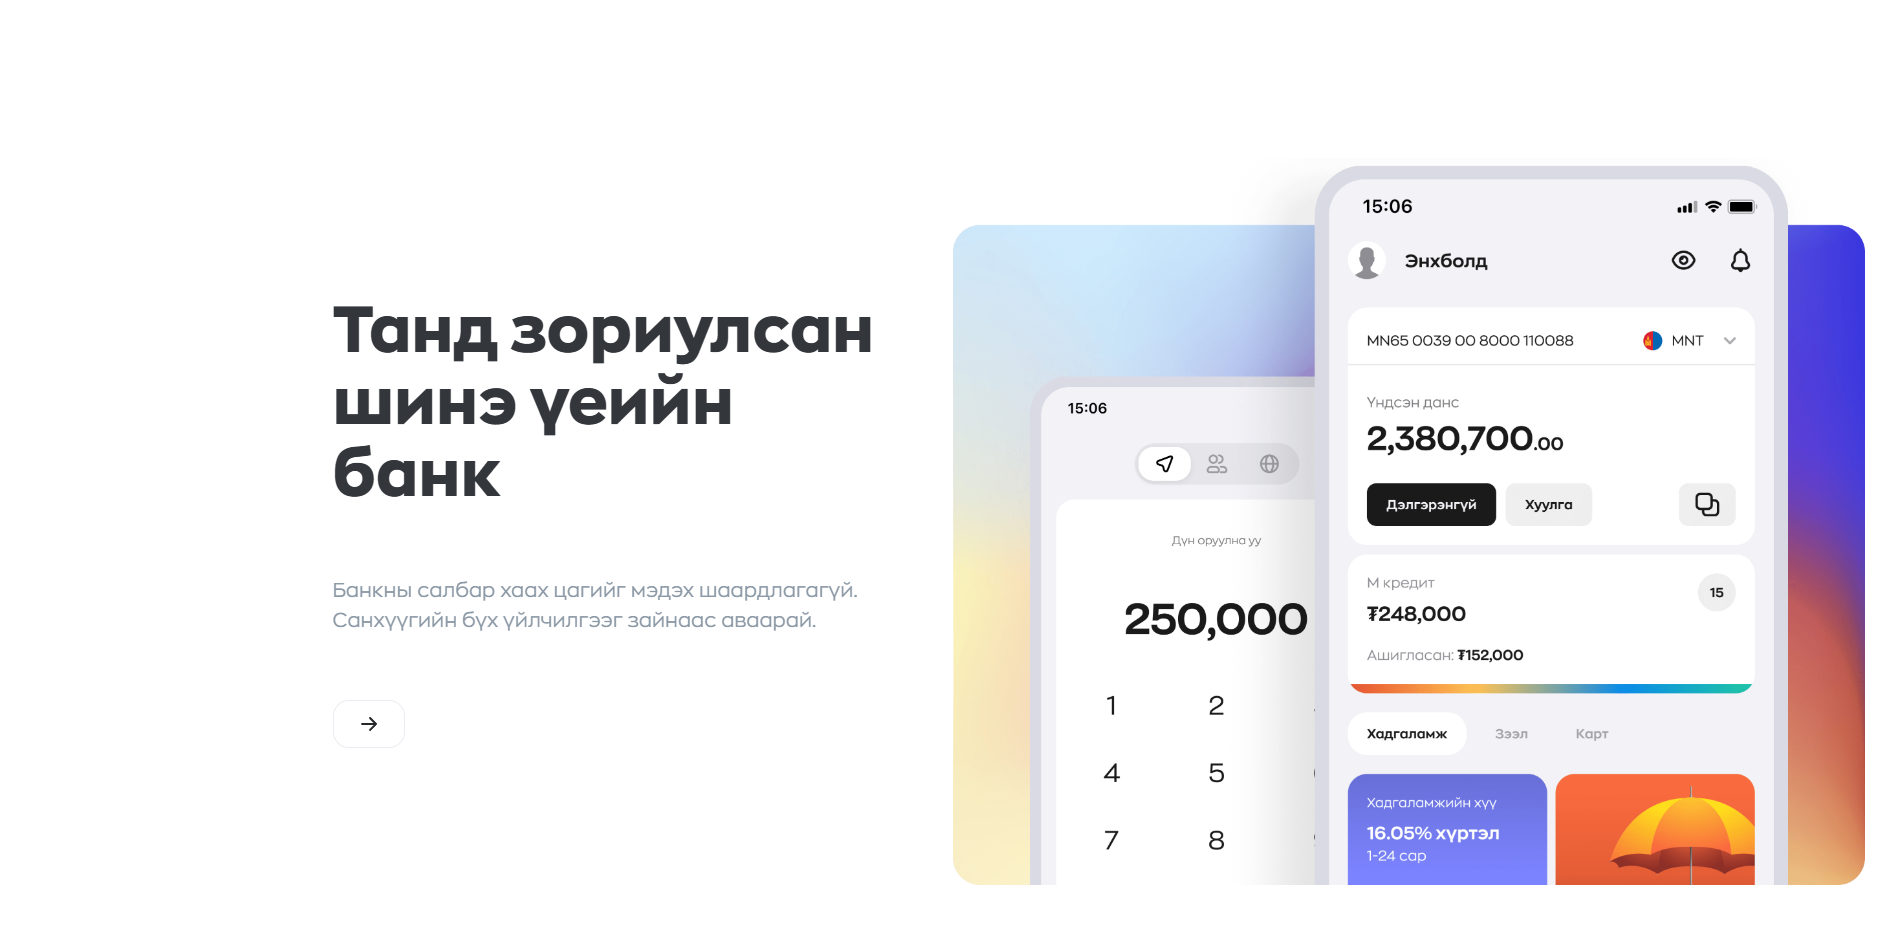 Танд зориулсан
шинэ үеийн
банк
Банкны салбар хаах цагийг мэдэх шаардлагагүй.
Санхүүгийн бүх үйлчилгээг зайнаас аваарай.
15:06
Дүн оруулна уу
250,000
1 2
4 5
7 8
15:06
Энхболд
MN65 0039 00 8000 110088 MNT
Үндсэн данс
2,380,700.00
Дэлгэрэнгүй Хуулга
М кредит
15
₮248,000
Ашигласан: ₮152,000
Хадгаламж Зээл Карт
Хадгаламжийн хүү
16.05% хүртэл
1-24 сар